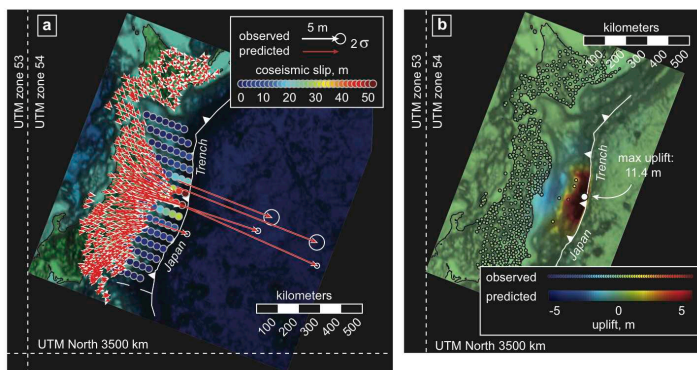 a
UTM zone 53
UTM zone 54
5 m
observed
predicted
2 σ
coseismic slip, m
0 10 20 30 40 50
Trench
Japan
kilometers
100 200 300 400 500
UTM North 3500 km
b
UTM zone 53
UTM zone 54
kilometers
100 200 300 400 500
Trench
max uplift:
11.4 m
Japan
observed
predicted
-5 0 5
uplift, m
UTM North 3500 km